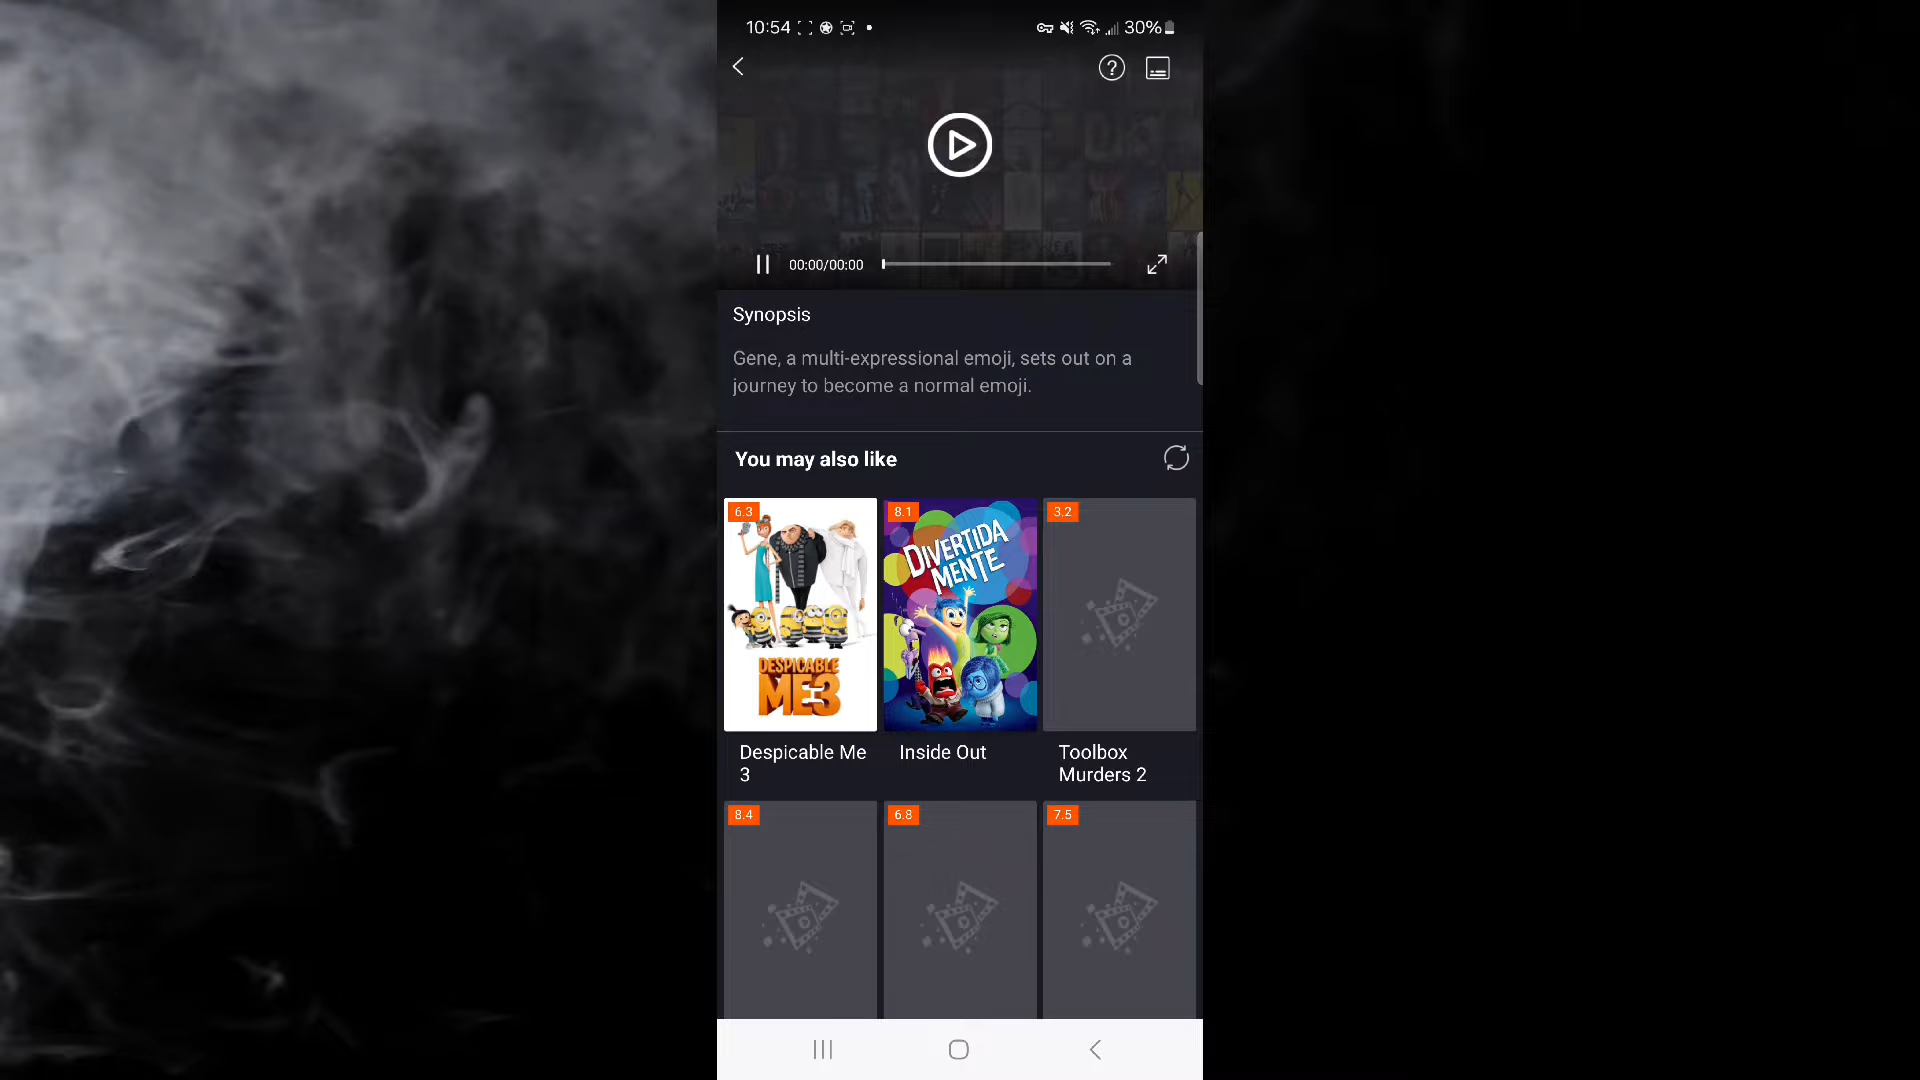 10:54
30%
00:00/00:00
Synopsis
Gene, a multi-expressional emoji, sets out on a
journey to become a normal emoji.
You may also like
6.3
8.1
3.2
DESPICABLE
ME3
DIVERTIDA
MENTE
Despicable Me
3
Inside Out
Toolbox
Murders 2
8.4
6.8
7.5